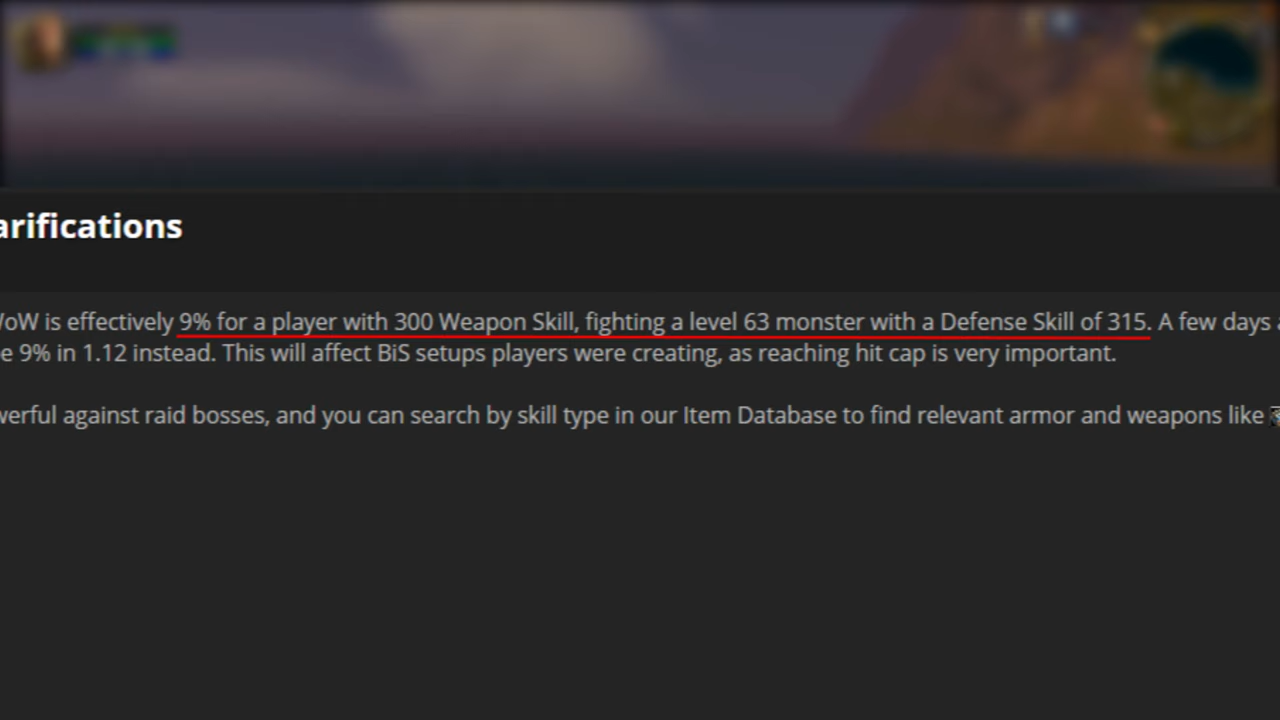 arifications
WoW is effectively 9% for a player with 300 Weapon Skill, fighting a level 63 monster with a Defense Skill of 315. A few days
e 9% in 1.12 instead. This will affect BiS setups players were creating, as reaching hit cap is very important.
werful against raid bosses, and you can search by skill type in our Item Database to find relevant armor and weapons like